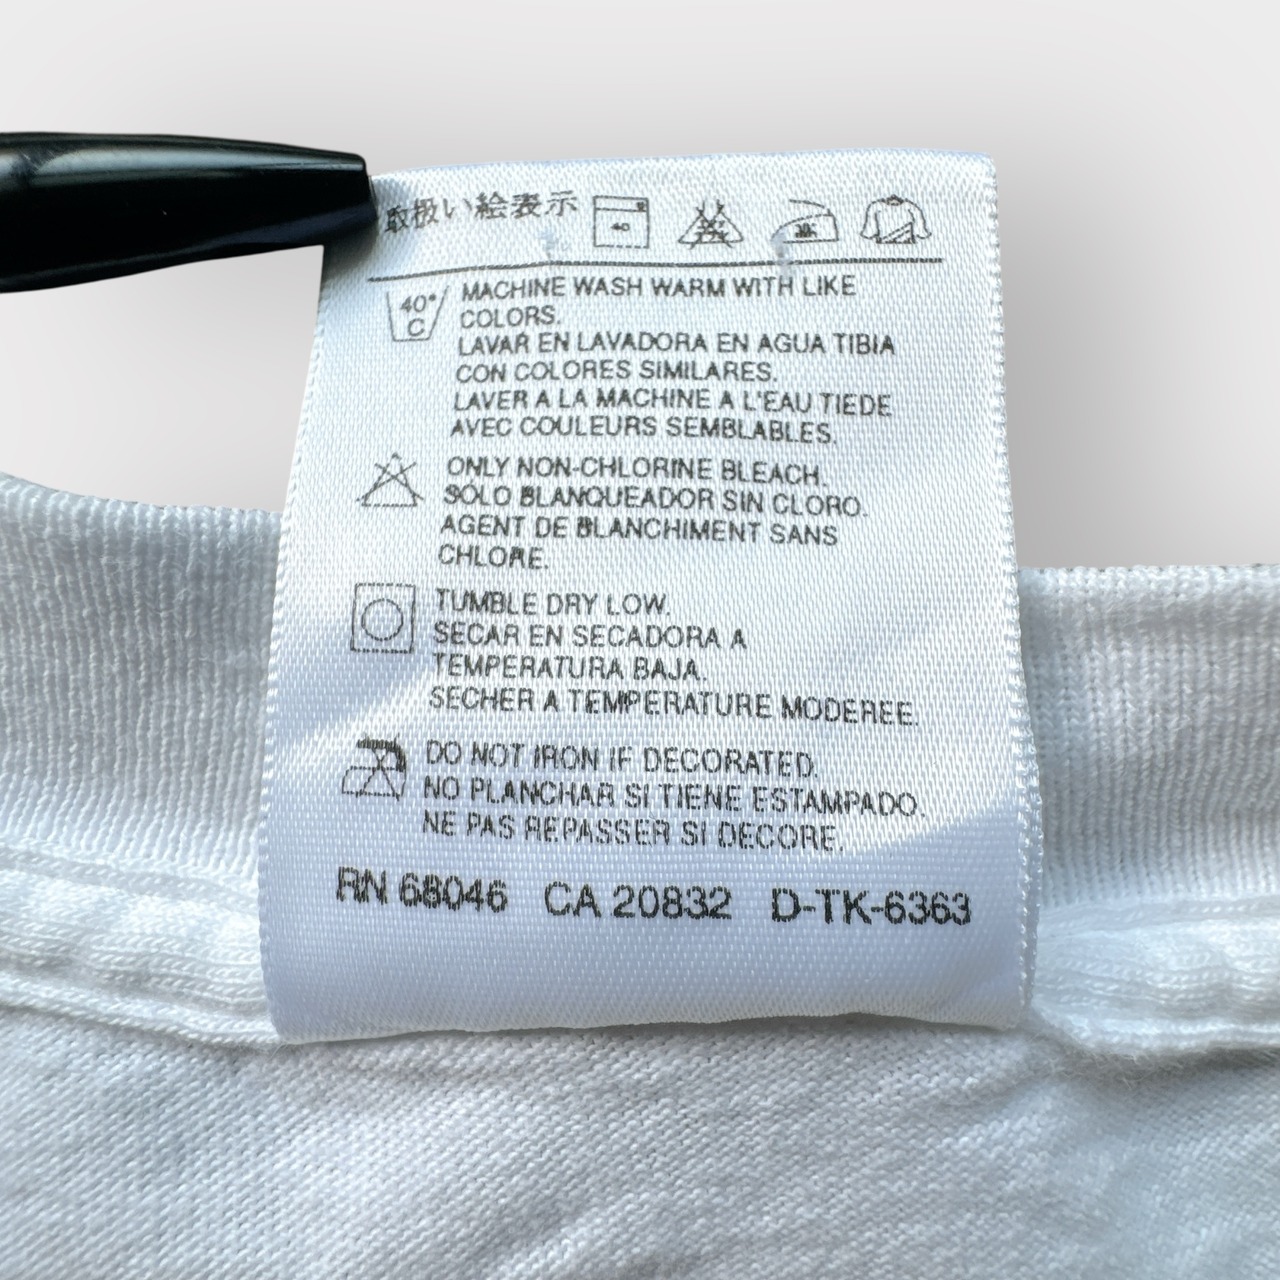 取扱い絵表示 40
40° C MACHINE WASH WARM WITH LIKE
COLORS.
LAVAR EN LAVADORA EN AGUA TIBIA
CON COLORES SIMILARES.
LAVER A LA MACHINE A L'EAU TIEDE
AVEC COULEURS SEMBLABLES.
ONLY NON-CHLORINE BLEACH.
SOLO BLANQUEADOR SIN CLORO.
AGENT DE BLANCHIMENT SANS
CHLORE.
TUMBLE DRY LOW.
SECAR EN SECADORA A
TEMPERATURA BAJA.
SECHER A TEMPERATURE MODEREE.
DO NOT IRON IF DECORATED.
NO PLANCHAR SI TIENE ESTAMPADO.
NE PAS REPASSER SI DECORE.
RN 68046 CA 20832 D-TK-6363